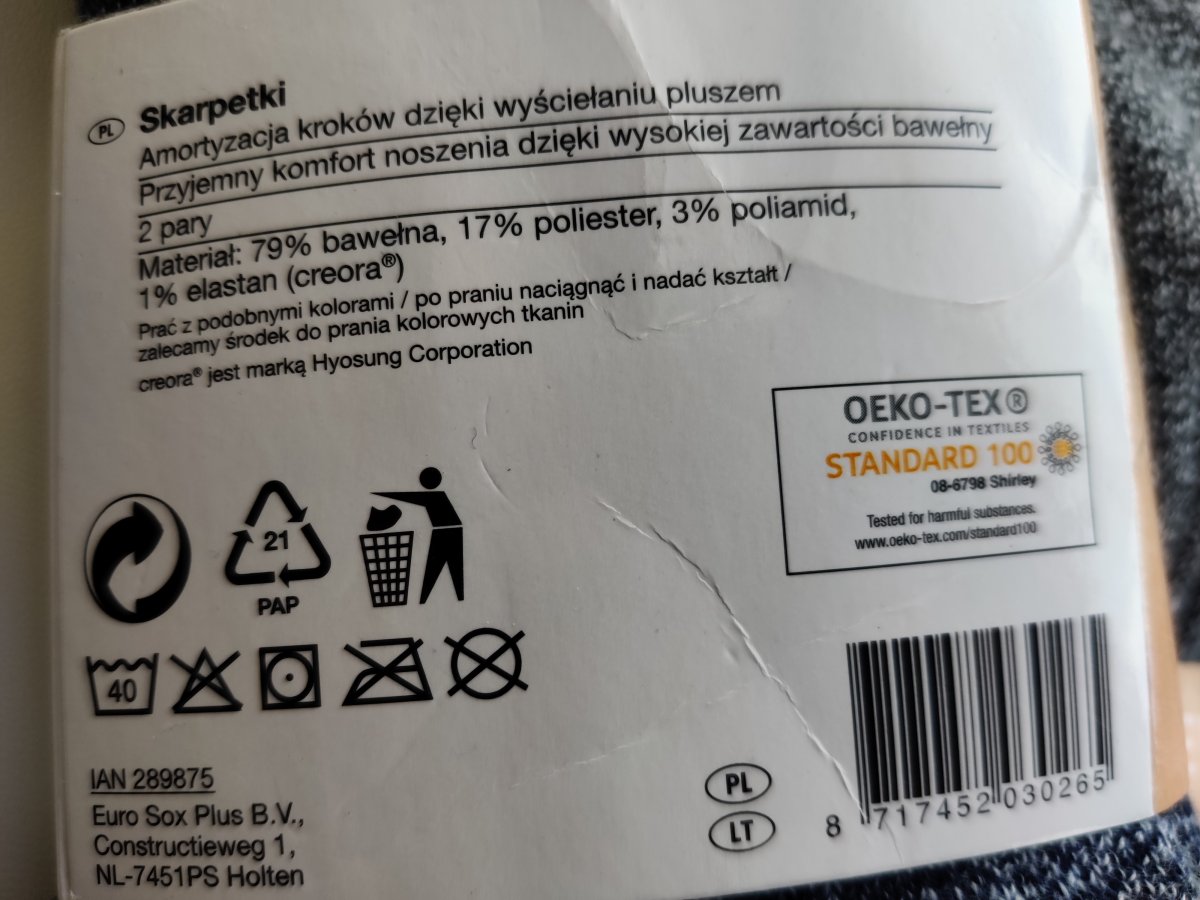 PL
Skarpetki
Amortyzacja kroków dzięki wyściełaniu pluszem
Przyjemny komfort noszenia dzięki wysokiej zawartości bawełny
2 pary
Materiał: 79% bawełna, 17% poliester, 3% poliamid,
1% elastan (creora®)
Prać z podobnymi kolorami / po praniu naciągnąć i nadać kształt /
zalecamy środek do prania kolorowych tkanin
creora® jest marką Hyosung Corporation
OEKO-TEX®
CONFIDENCE IN TEXTILES
STANDARD 100
08-6798 Shirley
Tested for harmful substances.
www.oeko-tex.com/standard100
21
PAP
40
IAN 289875
Euro Sox Plus B.V.,
Constructieweg 1,
NL-7451PS Holten
PL
LT
8 717452 030265